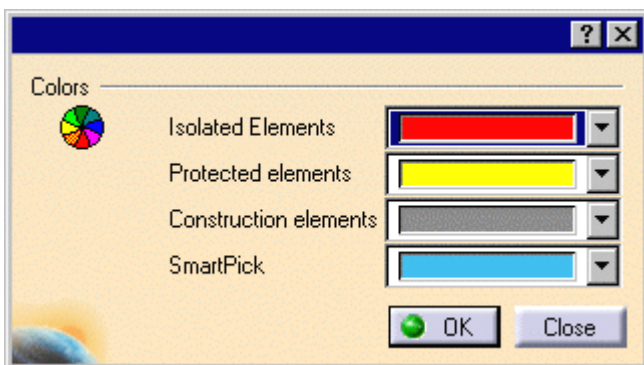 Colors
Isolated Elements
Protected elements
Construction elements
SmartPick
OK Close